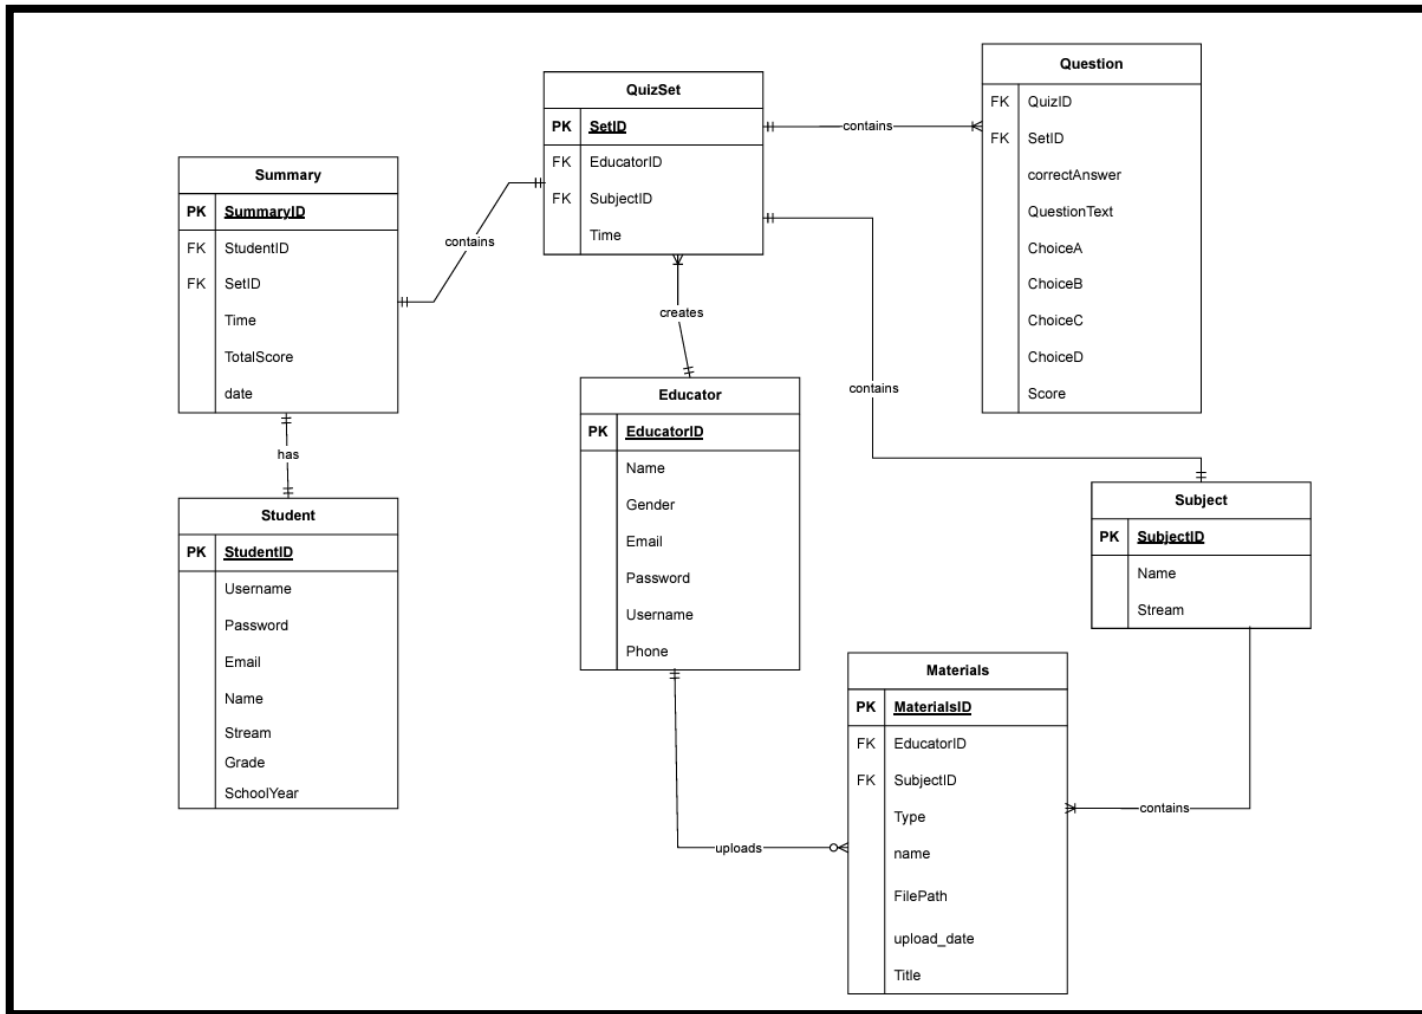 QuizSet
PK SetID
FK EducatorID
FK SubjectID
Time
contains
Question
FK QuizID
FK SetID
correctAnswer
QuestionText
ChoiceA
ChoiceB
ChoiceC
ChoiceD
Score
Summary
PK SummaryID
FK StudentID
FK SetID
Time
TotalScore
date
contains
creates
contains
has
Student
PK StudentID
Username
Password
Email
Name
Stream
Grade
SchoolYear
Educator
PK EducatorID
Name
Gender
Email
Password
Username
Phone
Subject
PK SubjectID
Name
Stream
uploads
Materials
PK MaterialsID
FK EducatorID
FK SubjectID
Type
name
FilePath
upload_date
Title
contains